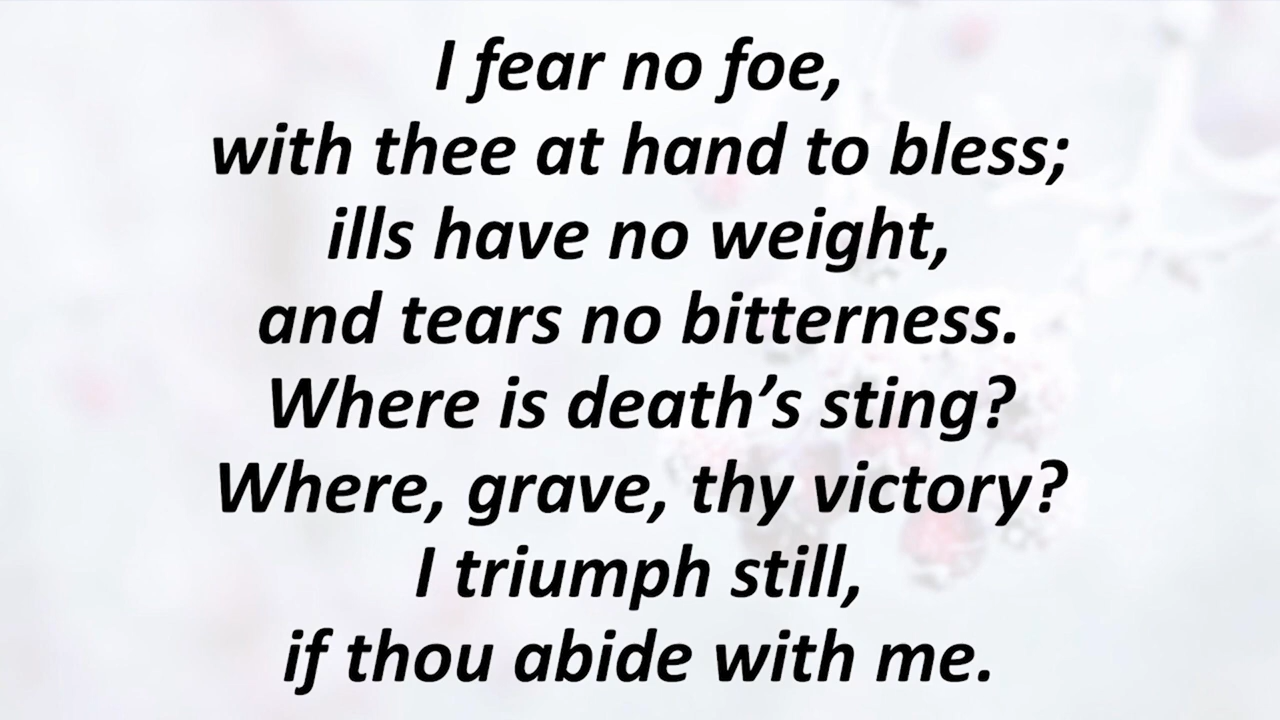 I fear no foe,
with thee at hand to bless;
ills have no weight,
and tears no bitterness.
Where is death’s sting?
Where, grave, thy victory?
I triumph still,
if thou abide with me.